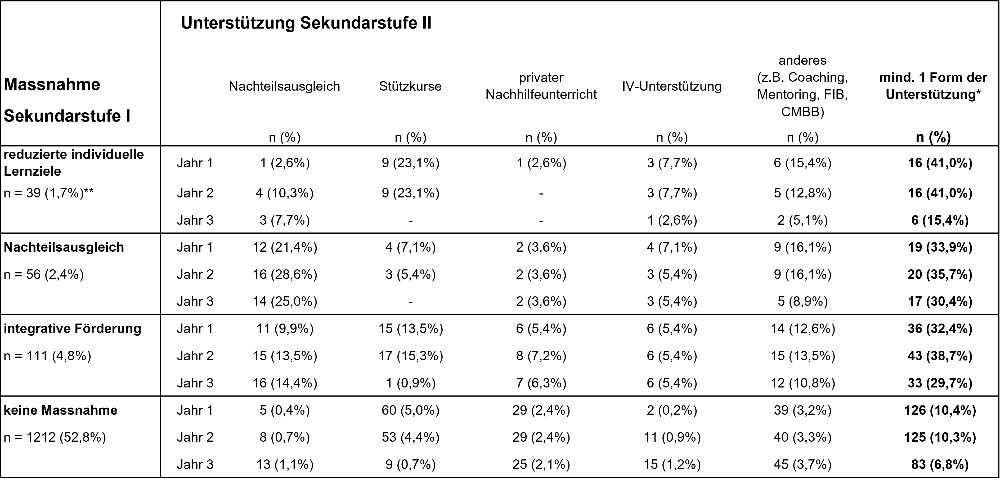 Unterstützung Sekundarstufe II
Massnahme
Sekundarstufe I
Nachteilsausgleich
Stützkurse
privater
Nachhilfeunterricht
IV-Unterstützung
anderes
(z.B. Coaching,
Mentoring, FIB,
CMBB)
mind. 1 Form der
Unterstützung*
n (%) n (%) n (%) n (%) n (%) n (%)
reduzierte individuelle
Lernziele
Jahr 1 1 (2,6%) 9 (23,1%) 1 (2,6%) 3 (7,7%) 6 (15,4%) 16 (41,0%)
n = 39 (1,7%)** Jahr 2 4 (10,3%) 9 (23,1%) - 3 (7,7%) 5 (12,8%) 16 (41,0%)
Jahr 3 3 (7,7%) - - 1 (2,6%) 2 (5,1%) 6 (15,4%)
Nachteilsausgleich Jahr 1 12 (21,4%) 4 (7,1%) 2 (3,6%) 4 (7,1%) 9 (16,1%) 19 (33,9%)
n = 56 (2,4%) Jahr 2 16 (28,6%) 3 (5,4%) 2 (3,6%) 3 (5,4%) 9 (16,1%) 20 (35,7%)
Jahr 3 14 (25,0%) - 2 (3,6%) 3 (5,4%) 5 (8,9%) 17 (30,4%)
integrative Förderung Jahr 1 11 (9,9%) 15 (13,5%) 6 (5,4%) 6 (5,4%) 14 (12,6%) 36 (32,4%)
n = 111 (4,8%) Jahr 2 15 (13,5%) 17 (15,3%) 8 (7,2%) 6 (5,4%) 15 (13,5%) 43 (38,7%)
Jahr 3 16 (14,4%) 1 (0,9%) 7 (6,3%) 6 (5,4%) 12 (10,8%) 33 (29,7%)
keine Massnahme Jahr 1 5 (0,4%) 60 (5,0%) 29 (2,4%) 2 (0,2%) 39 (3,2%) 126 (10,4%)
n = 1212 (52,8%) Jahr 2 8 (0,7%) 53 (4,4%) 29 (2,4%) 11 (0,9%) 40 (3,3%) 125 (10,3%)
Jahr 3 13 (1,1%) 9 (0,7%) 25 (2,1%) 15 (1,2%) 45 (3,7%) 83 (6,8%)